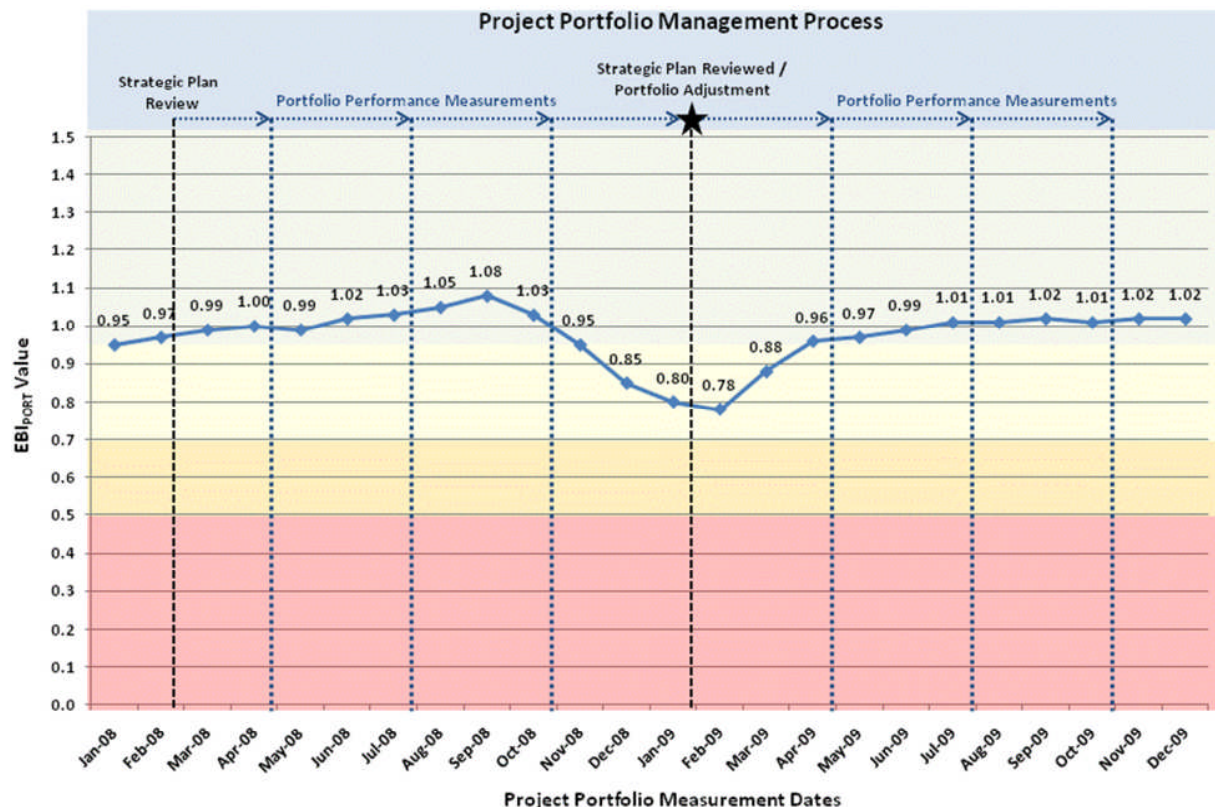 Project Portfolio Management Process
Strategic Plan
Review
Portfolio Performance Measurements
Strategic Plan Reviewed /
Portfolio Adjustment
Portfolio Performance Measurements
EBIPORT Value
1.5
1.4
1.3
1.2
1.1
1.0
0.9
0.8
0.7
0.6
0.5
0.4
0.3
0.2
0.1
0.0
0.95
0.97
0.99
1.00
0.99
1.02
1.03
1.05
1.08
1.03
0.95
0.85
0.80
0.78
0.88
0.96
0.97
0.99
1.01
1.01
1.02
1.01
1.02
1.02
Jan-08
Feb-08
Mar-08
Apr-08
May-08
Jun-08
Jul-08
Aug-08
Sep-08
Oct-08
Nov-08
Dec-08
Jan-09
Feb-09
Mar-09
Apr-09
May-09
Jun-09
Jul-09
Aug-09
Sep-09
Oct-09
Nov-09
Dec-09
Project Portfolio Measurement Dates